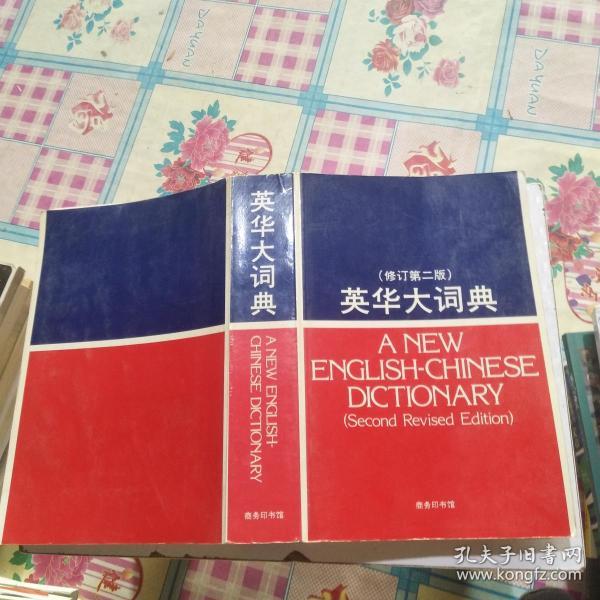 DAYUAN
DAYUAN
英华大词典
A NEW ENGLISH-
CHINESE DICTIONARY
商务印书馆
(修订第二版)
英华大词典
A NEW
ENGLISH-CHINESE
DICTIONARY
(Second Revised Edition)
商务印书馆
孔夫子旧书网
www.kongfz.com